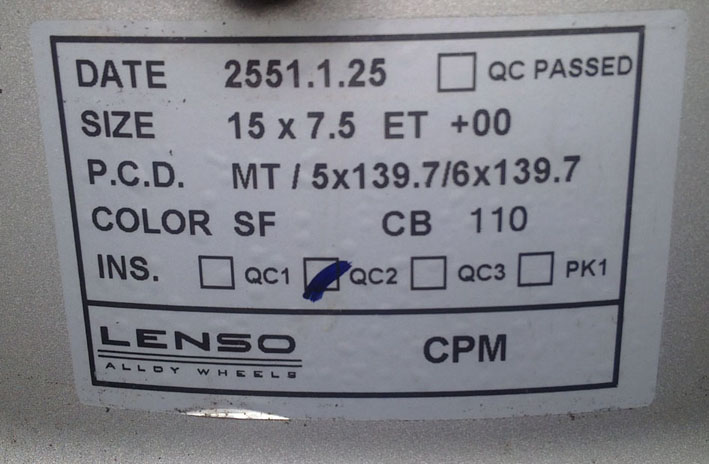 DATE 2551.1.25 QC PASSED
SIZE 15 x 7.5 ET +00
P.C.D. MT / 5x139.7/6x139.7
COLOR SF CB 110
INS. QC1 QC2 QC3 PK1
LENSO CPM
ALLOY WHEELS